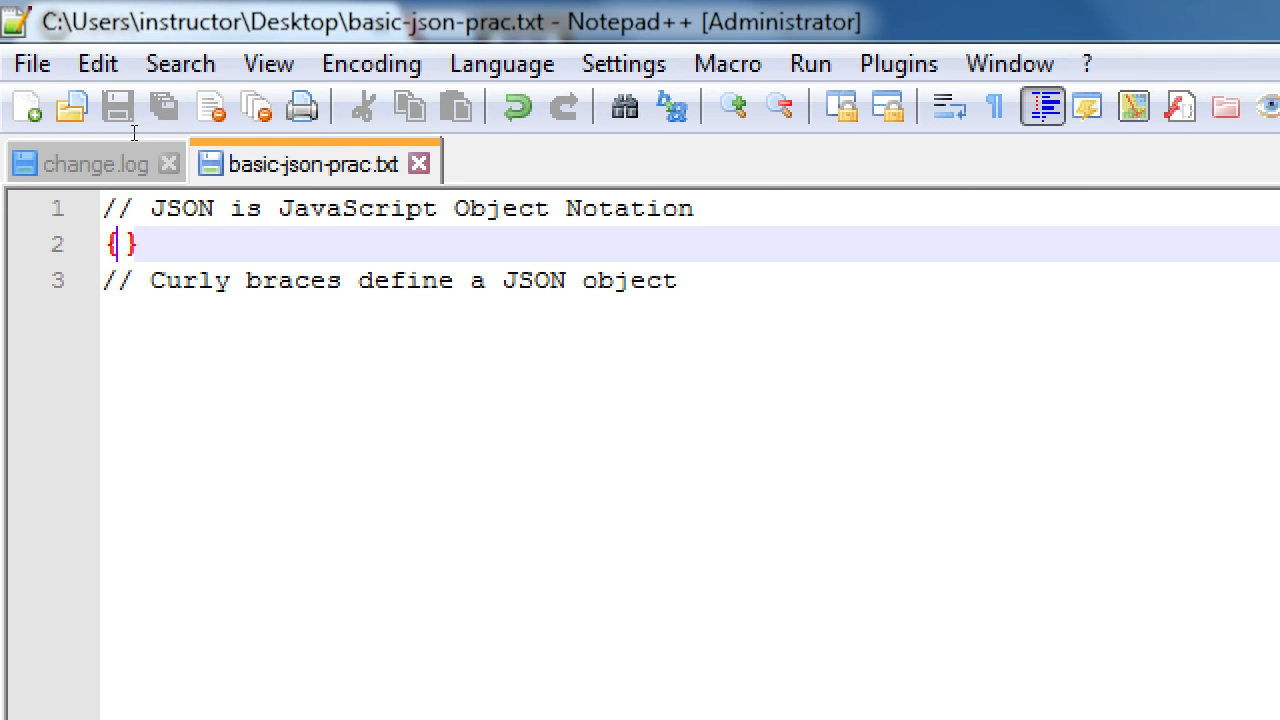 C:\Users\instructor\Desktop\basic-json-prac.txt - Notepad++ [Administrator]
File Edit Search View Encoding Language Settings Macro Run Plugins Window ?
change.log basic-json-prac.txt
1 // JSON is JavaScript Object Notation
2 { }
3 // Curly braces define a JSON object